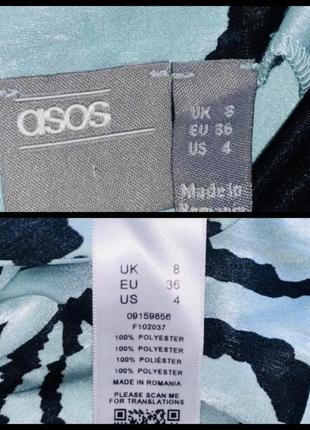 asos
UK 8
EU 36
US 4
Made In
Romania
UK 8
EU 36
US 4
09159856
F102037
100% POLYESTER
100% POLYESTER
100% POLIÉSTER
100% POLYESTER
MADE IN ROMANIA
PLEASE SCAN ME
FOR TRANSLATIONS